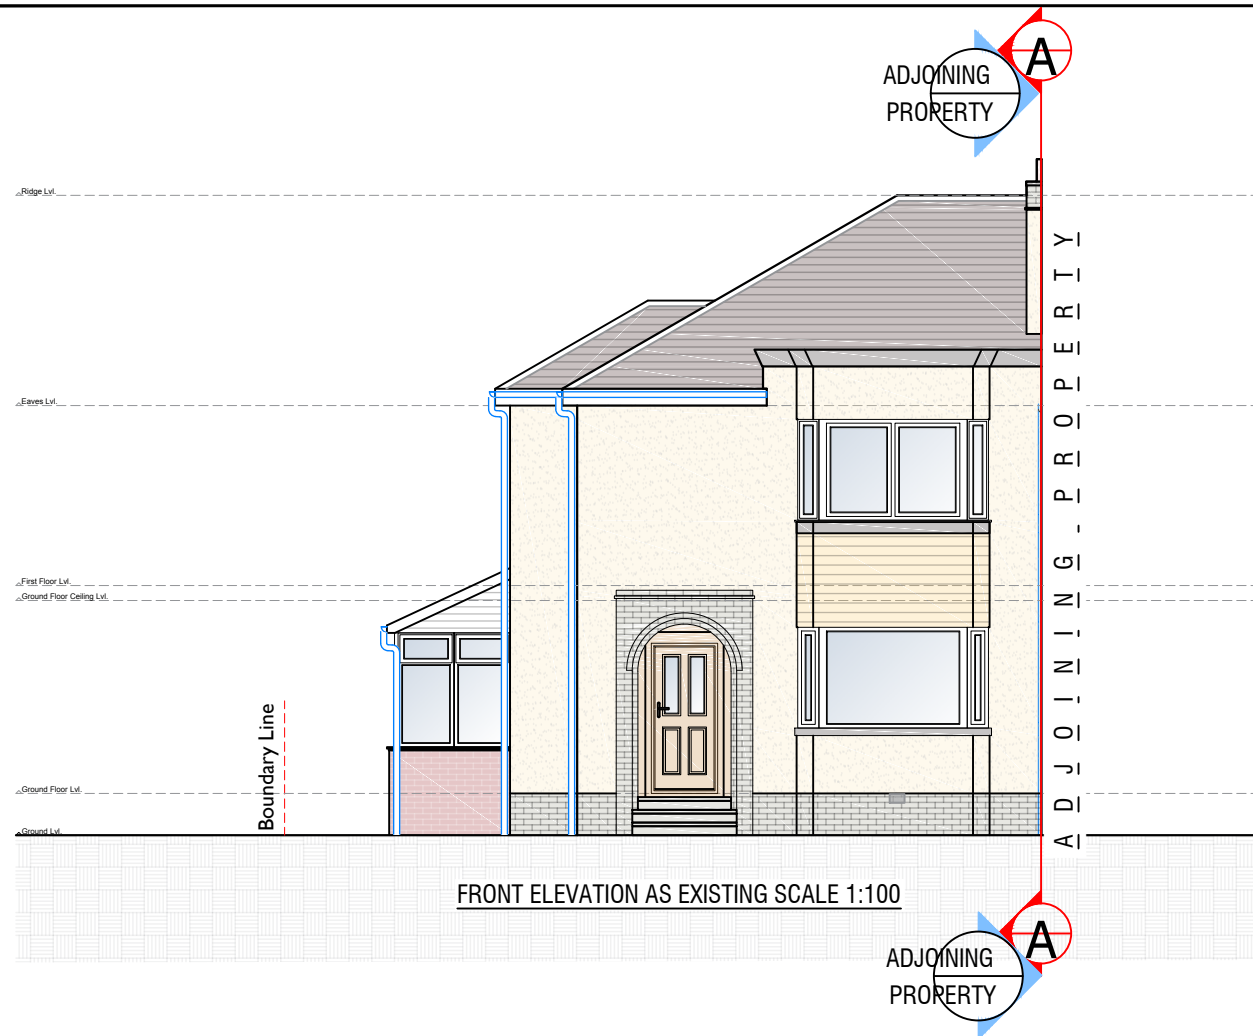 A
ADJOINING
PROPERTY
Ridge Lvl.
Eaves Lvl.
First Floor Lvl.
Ground Floor Ceiling Lvl.
Ground Floor Lvl.
Ground Lvl.
Boundary Line
ADJOINING-PROPERTY
FRONT ELEVATION AS EXISTING SCALE 1:100
A
ADJOINING
PROPERTY